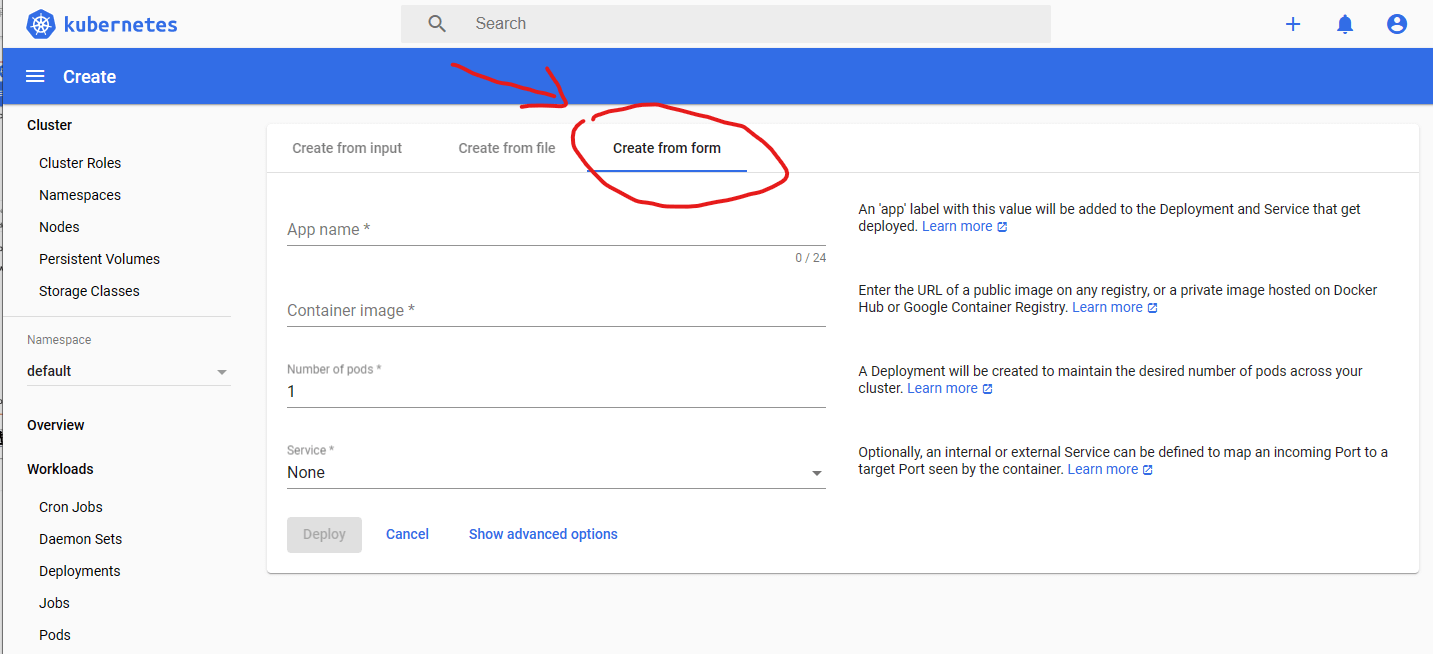 kubernetes
Search
Create
Cluster
Cluster Roles
Namespaces
Nodes
Persistent Volumes
Storage Classes
Namespace
default
Overview
Workloads
Cron Jobs
Daemon Sets
Deployments
Jobs
Pods
Create from input
Create from file
Create from form
App name *
0 / 24
An 'app' label with this value will be added to the Deployment and Service that get
deployed. Learn more
Container image *
Enter the URL of a public image on any registry, or a private image hosted on Docker
Hub or Google Container Registry. Learn more
Number of pods *
1
A Deployment will be created to maintain the desired number of pods across your
cluster. Learn more
Service *
None
Optionally, an internal or external Service can be defined to map an incoming Port to a
target Port seen by the container. Learn more
Deploy
Cancel
Show advanced options